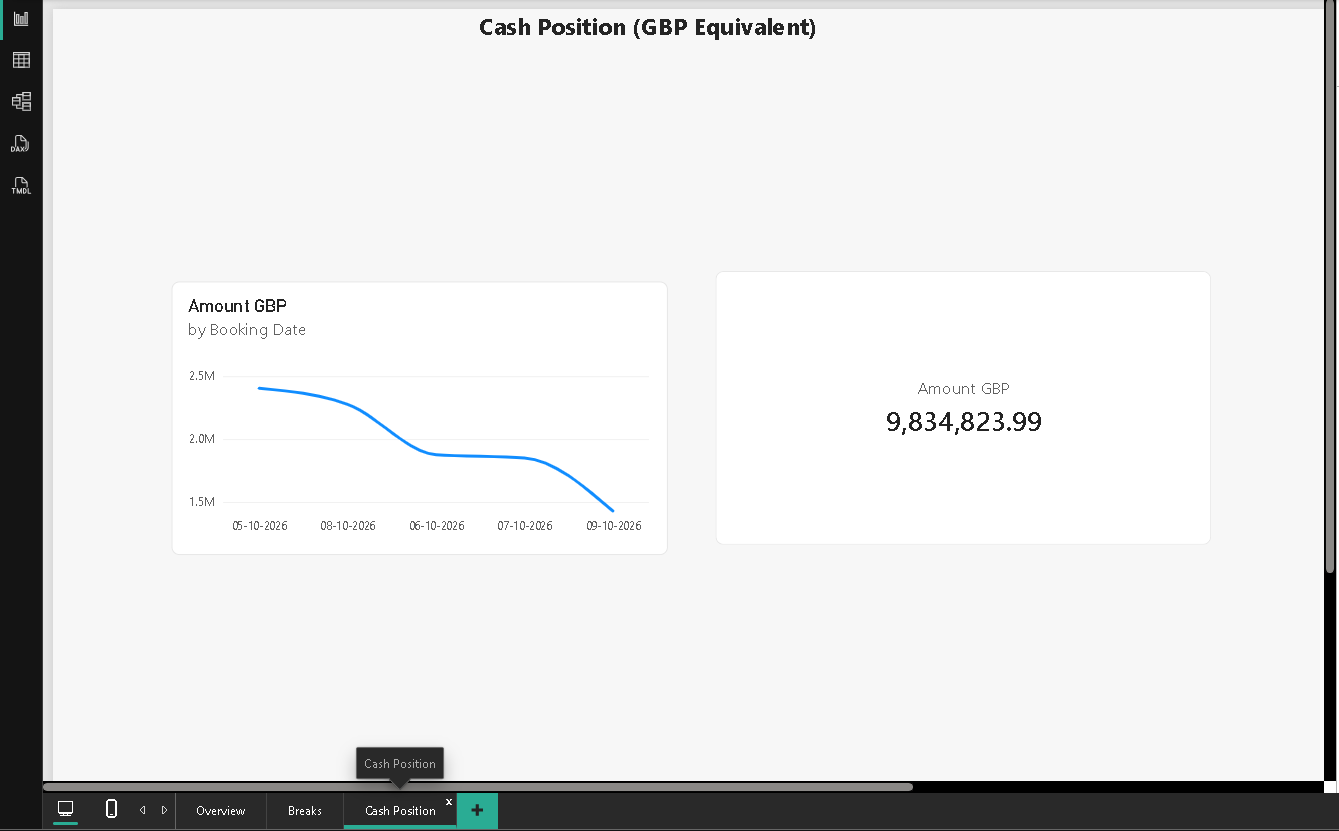 Cash Position (GBP Equivalent)
DAX
TMDL
Amount GBP
by Booking Date
2.5M
2.0M
1.5M
05-10-2026 08-10-2026 06-10-2026 07-10-2026 09-10-2026
Amount GBP
9,834,823.99
Cash Position
Overview Breaks Cash Position x +